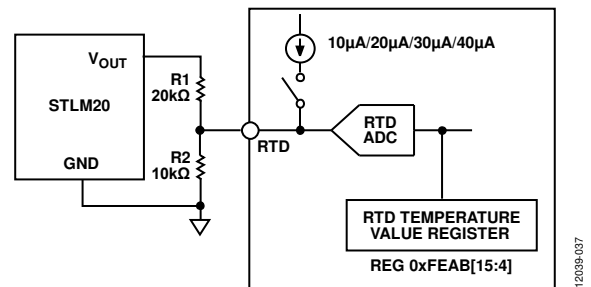 10µA/20µA/30µA/40µA
VOUT
R1
20kΩ
STLM20
RTD
ADC
RTD
R2
10kΩ
GND
RTD TEMPERATURE
VALUE REGISTER
REG 0xFEAB[15:4]
12039-037